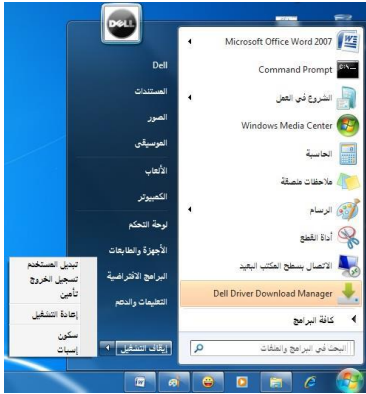 DELL
Microsoft Office Word 2007
Command Prompt
الشروع في العمل
Windows Media Center
الحاسبة
ملاحظات ملصقة
الرسام
أداة القطع
الاتصال بسطح المكتب البعيد
Dell Driver Download Manager
كافة البرامج
البحث في البرامج والملفات
Dell
المستندات
الصور
الموسيقى
الألعاب
الكمبيوتر
لوحة التحكم
الأجهزة والطابعات
البرامج الافتراضية
التعليمات والدعم
إيقاف التشغيل
تبديل المستخدم
تسجيل الخروج
تأمين
إعادة التشغيل
سكون
إسبات